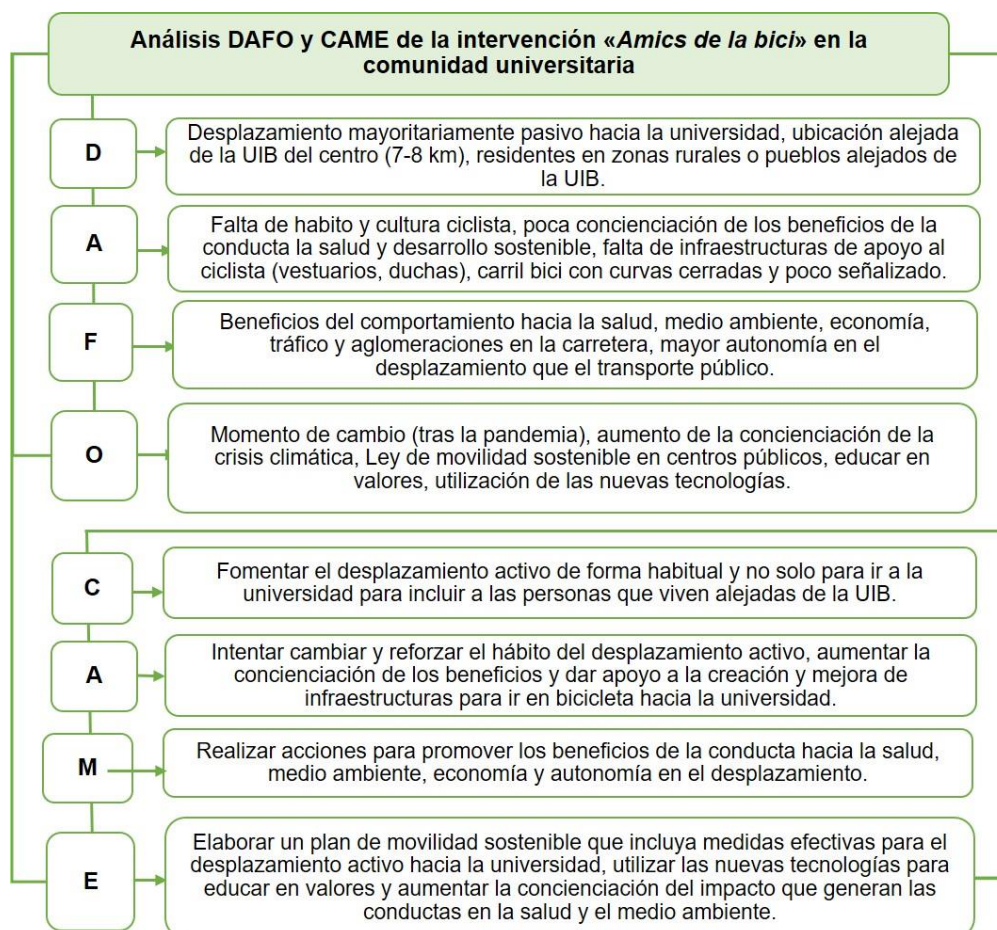 Análisis DAFO y CAME de la intervención «Amics de la bici» en la
comunidad universitaria
D
Desplazamiento mayoritariamente pasivo hacia la universidad, ubicación alejada
de la UIB del centro (7-8 km), residentes en zonas rurales o pueblos alejados de
la UIB.
A
Falta de habito y cultura ciclista, poca concienciación de los beneficios de la
conducta la salud y desarrollo sostenible, falta de infraestructuras de apoyo al
ciclista (vestuarios, duchas), carril bici con curvas cerradas y poco señalizado.
F
Beneficios del comportamiento hacia la salud, medio ambiente, economía,
tráfico y aglomeraciones en la carretera, mayor autonomía en el
desplazamiento que el transporte público.
O
Momento de cambio (tras la pandemia), aumento de la concienciación de la
crisis climática, Ley de movilidad sostenible en centros públicos, educar en
valores, utilización de las nuevas tecnologías.
C
Fomentar el desplazamiento activo de forma habitual y no solo para ir a la
universidad para incluir a las personas que viven alejadas de la UIB.
A
Intentar cambiar y reforzar el hábito del desplazamiento activo, aumentar la
concienciación de los beneficios y dar apoyo a la creación y mejora de
infraestructuras para ir en bicicleta hacia la universidad.
M
Realizar acciones para promover los beneficios de la conducta hacia la salud,
medio ambiente, economía y autonomía en el desplazamiento.
E
Elaborar un plan de movilidad sostenible que incluya medidas efectivas para el
desplazamiento activo hacia la universidad, utilizar las nuevas tecnologías para
educar en valores y aumentar la concienciación del impacto que generan las
conductas en la salud y el medio ambiente.